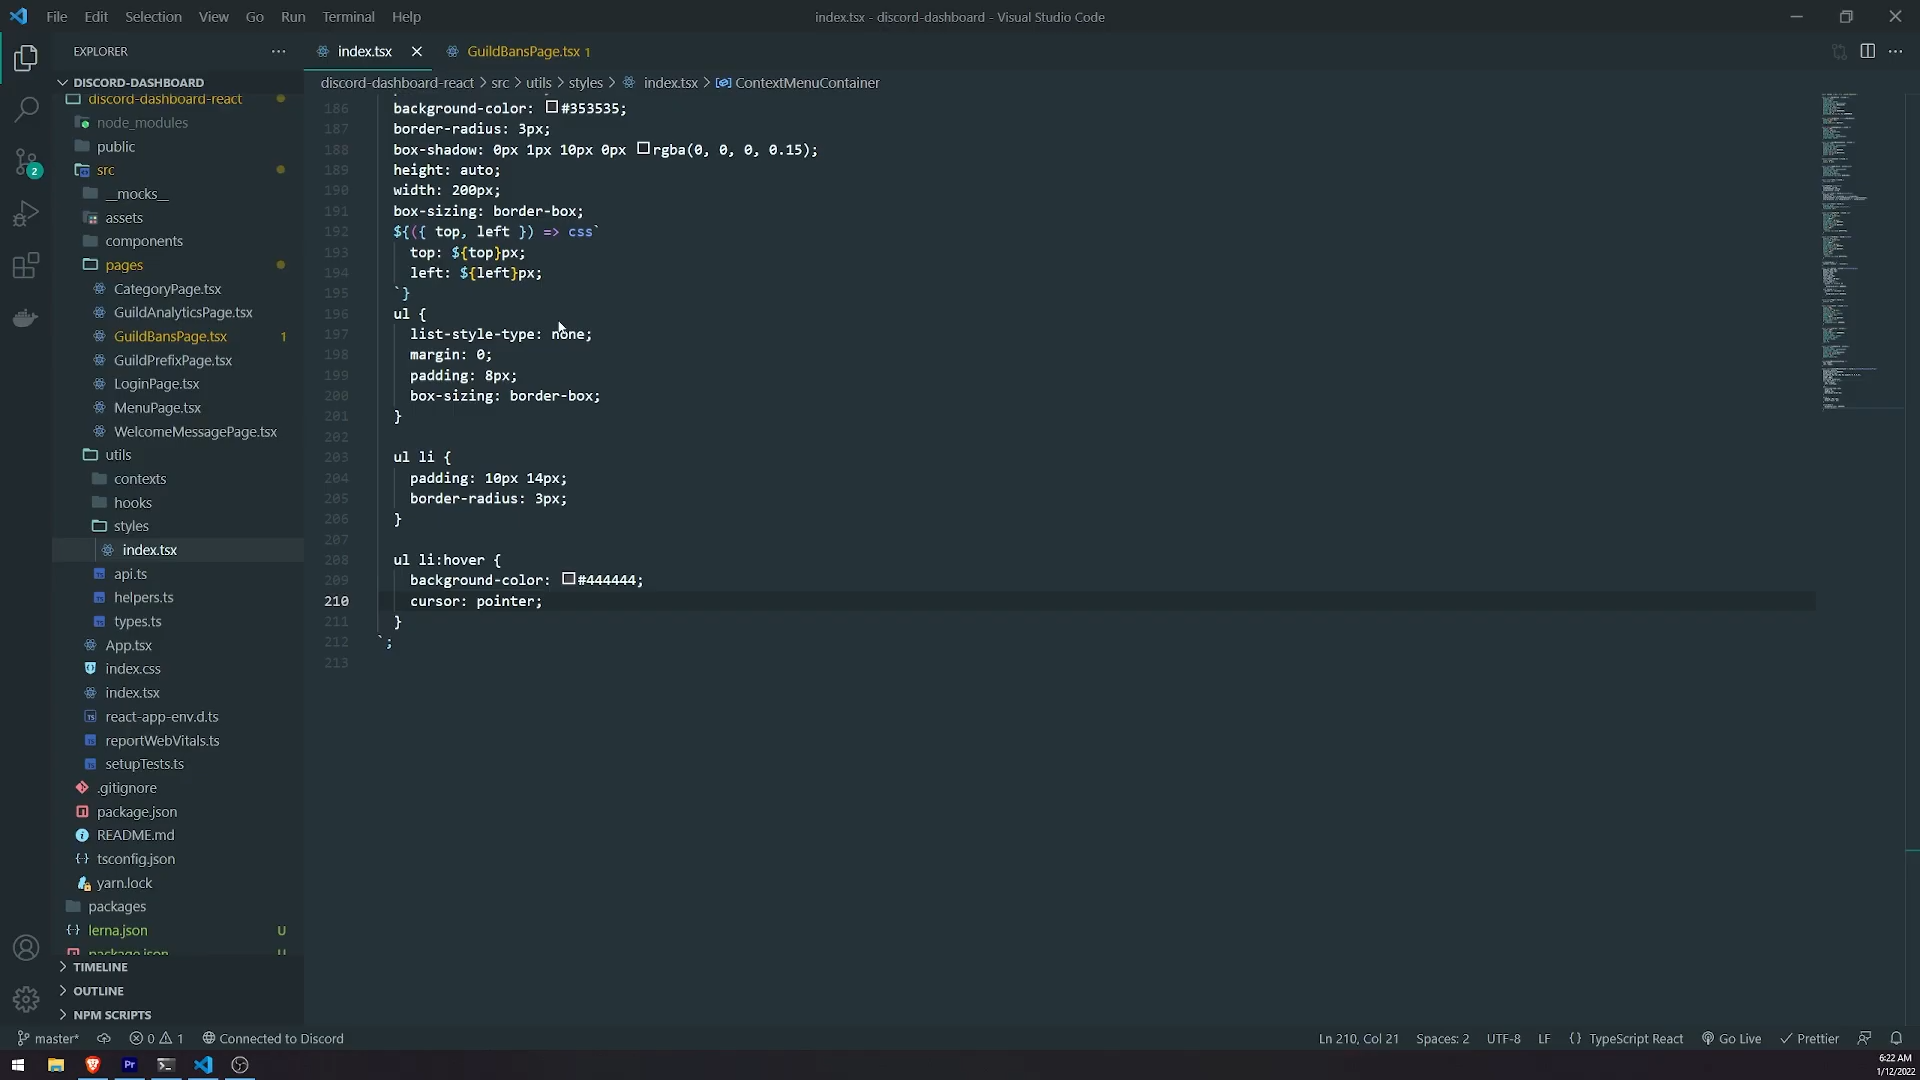 File Edit Selection View Go Run Terminal Help
index.tsx - discord-dashboard - Visual Studio Code
EXPLORER
index.tsx
GuildBansPage.tsx 1
DISCORD-DASHBOARD
discord-dashboard-react > src > utils > styles > index.tsx > ContextMenuContainer
discord-dashboard-react
node_modules
public
src
__mocks__
assets
components
pages
CategoryPage.tsx
GuildAnalyticsPage.tsx
GuildBansPage.tsx 1
GuildPrefixPage.tsx
LoginPage.tsx
MenuPage.tsx
WelcomeMessagePage.tsx
utils
contexts
hooks
styles
index.tsx
api.ts
helpers.ts
types.ts
App.tsx
index.css
index.tsx
react-app-env.d.ts
reportWebVitals.ts
setupTests.ts
.gitignore
package.json
README.md
tsconfig.json
yarn.lock
packages
lerna.json U
package.json U
TIMELINE
OUTLINE
NPM SCRIPTS
2
186 background-color: #353535;
187 border-radius: 3px;
188 box-shadow: 0px 1px 10px 0px rgba(0, 0, 0, 0.15);
189 height: auto;
190 width: 200px;
191 box-sizing: border-box;
192 ${({ top, left }) => css`
193 top: ${top}px;
194 left: ${left}px;
195 `}
196 ul {
197 list-style-type: none;
198 margin: 0;
199 padding: 8px;
200 box-sizing: border-box;
201 }
202
203 ul li {
204 padding: 10px 14px;
205 border-radius: 3px;
206 }
207
208 ul li:hover {
209 background-color: #444444;
210 cursor: pointer;
211 }
212 `;
213
master* 0 1 Connected to Discord
Ln 210, Col 21 Spaces: 2 UTF-8 LF {} TypeScript React Go Live Prettier
Pr
6:22 AM
1/12/2022